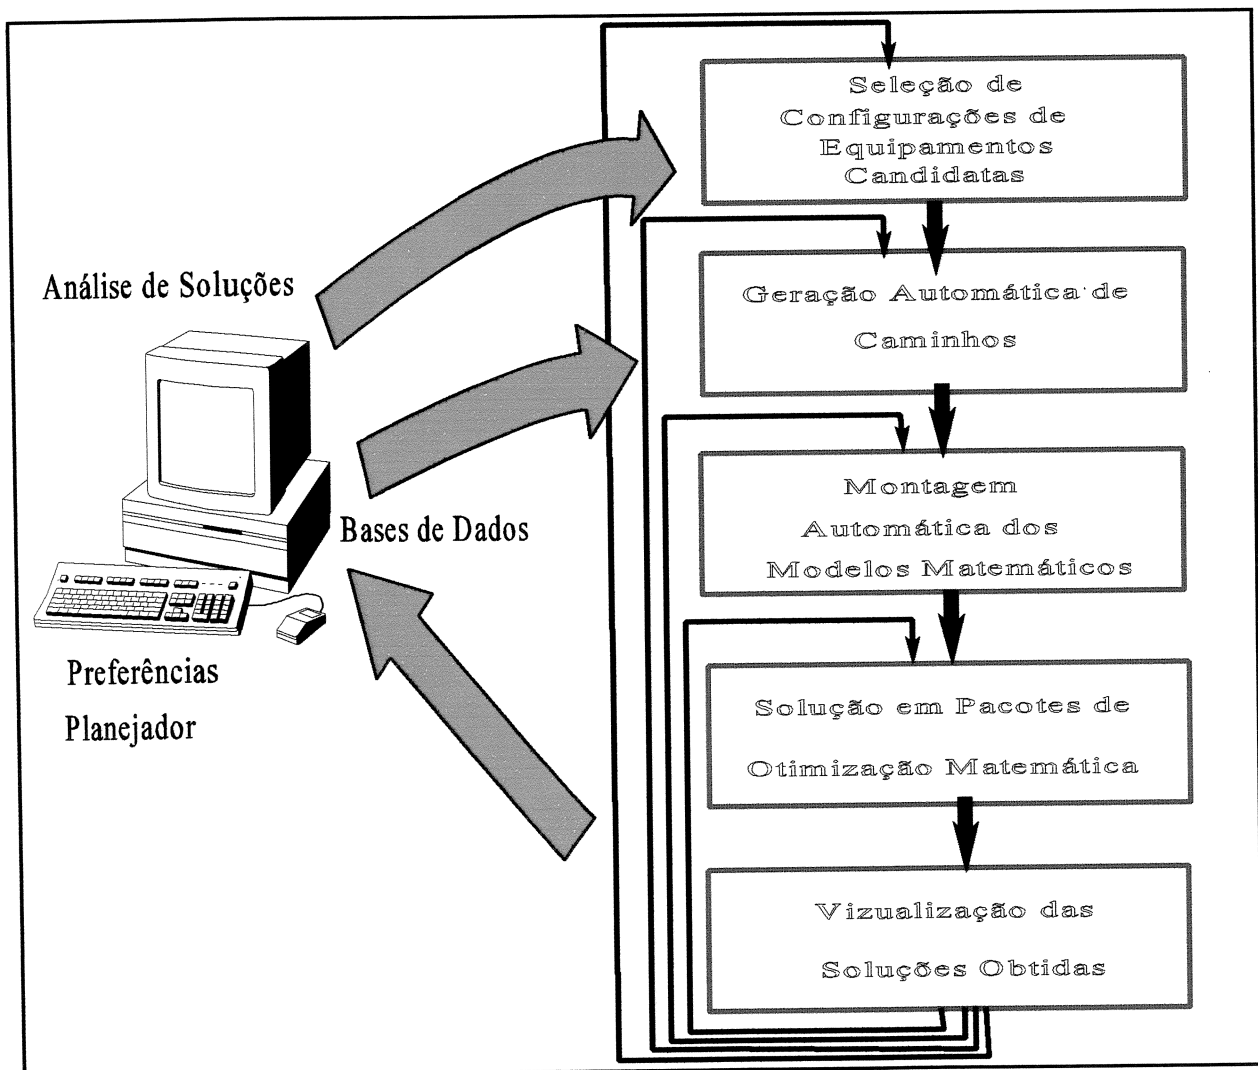 Análise de Soluções
Bases de Dados
Preferências
Planejador
Seleção de
Configurações de
Equipamentos
Candidatas
Geração Automática de
Caminhos
Montagem
Automática dos
Modelos Matemáticos
Solução em Pacotes de
Otimização Matemática
Vizualização das
Soluções Obtidas